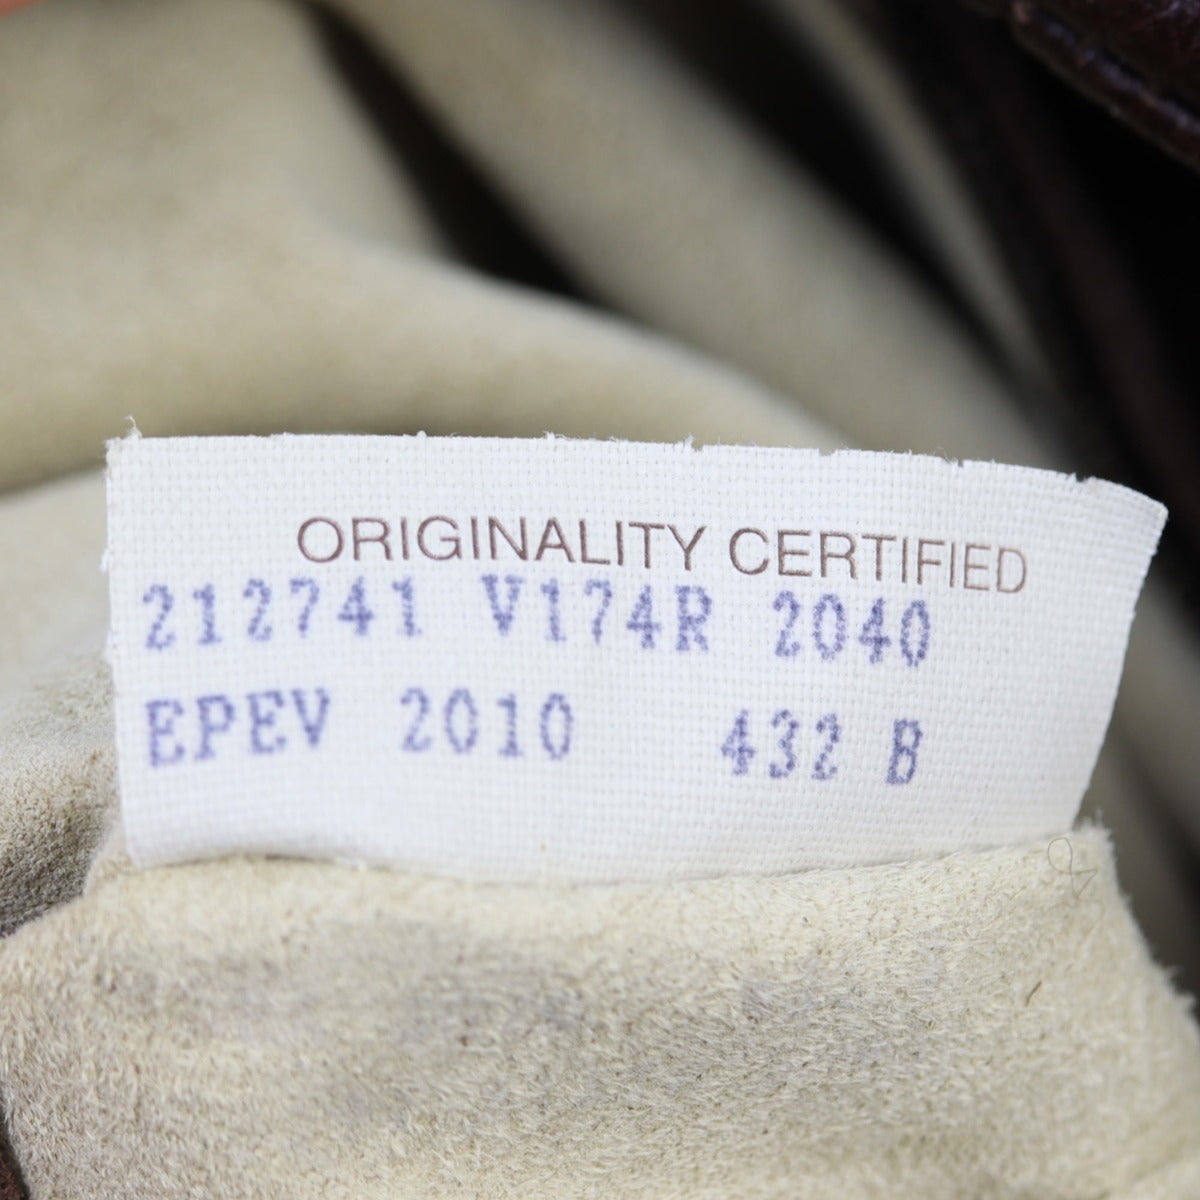 ORIGINALITY CERTIFIED
212741 V174R 2040
EPEV 2010 432 B